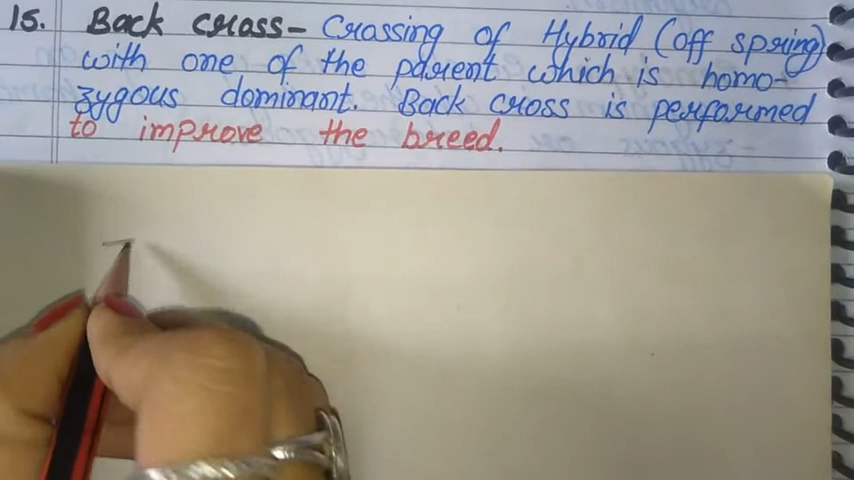 15. Back cross- Crossing of Hybrid (off spring)
with one of the parent which is homo-
zygous dominant. Back cross is performed
to improve the breed.